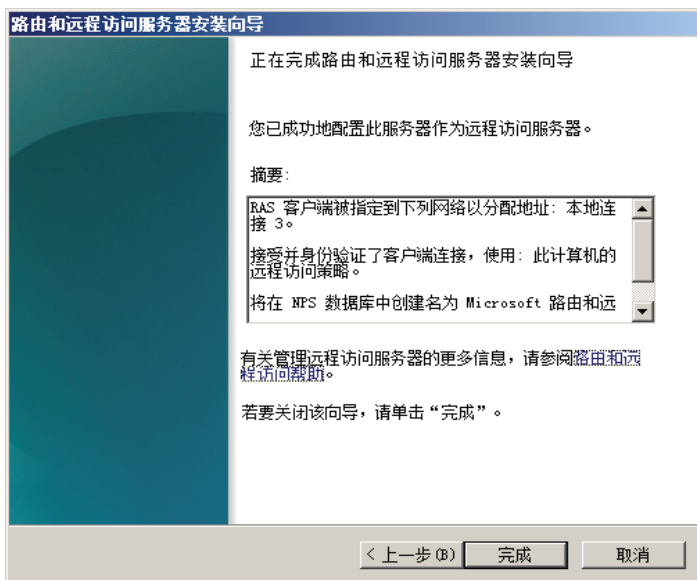 路由和远程访问服务器安装向导
正在完成路由和远程访问服务器安装向导
您已成功地配置此服务器作为远程访问服务器。
摘要:
RAS 客户端被指定到下列网络以分配地址: 本地连
接 3。
接受并身份验证了客户端连接，使用: 此计算机的
远程访问策略。
将在 NPS 数据库中创建名为 Microsoft 路由和远
有关管理远程访问服务器的更多信息，请参阅路由和远
程访问帮助。
若要关闭该向导，请单击“完成”。
< 上一步(B)
完成
取消